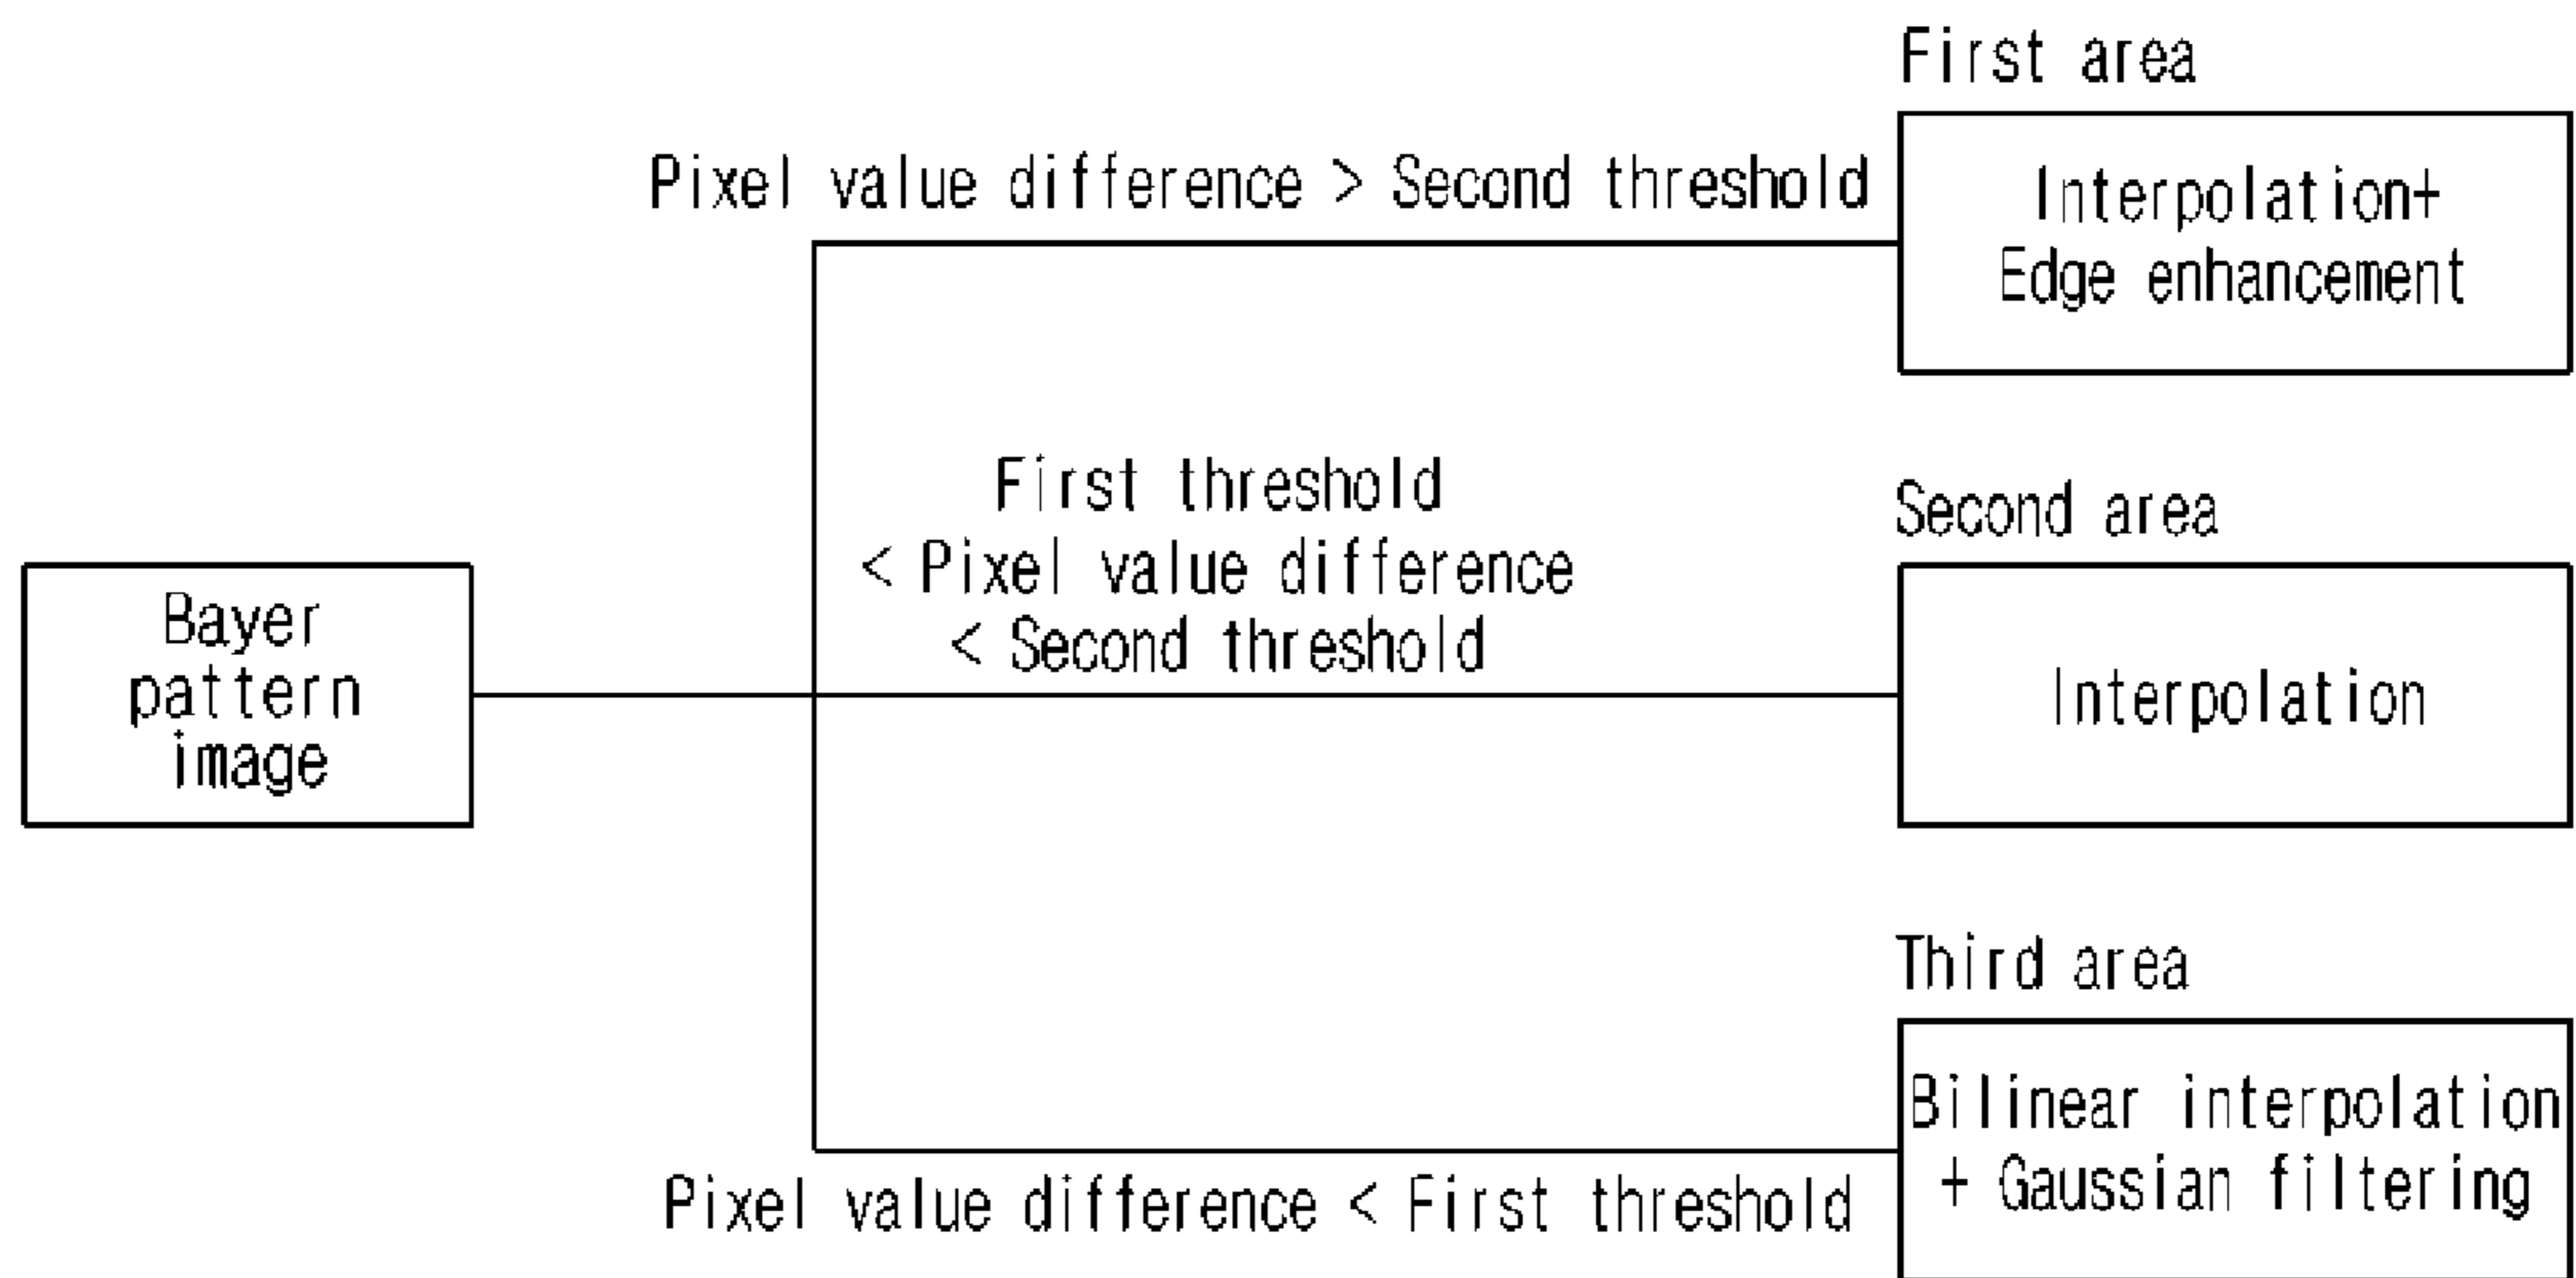 First area
Pixel value difference > Second threshold
Interpolation+
Edge enhancement
First threshold
< Pixel value difference
< Second threshold
Second area
Interpolation
Bayer
pattern
image
Third area
Bilinear interpolation
+ Gaussian filtering
Pixel value difference < First threshold